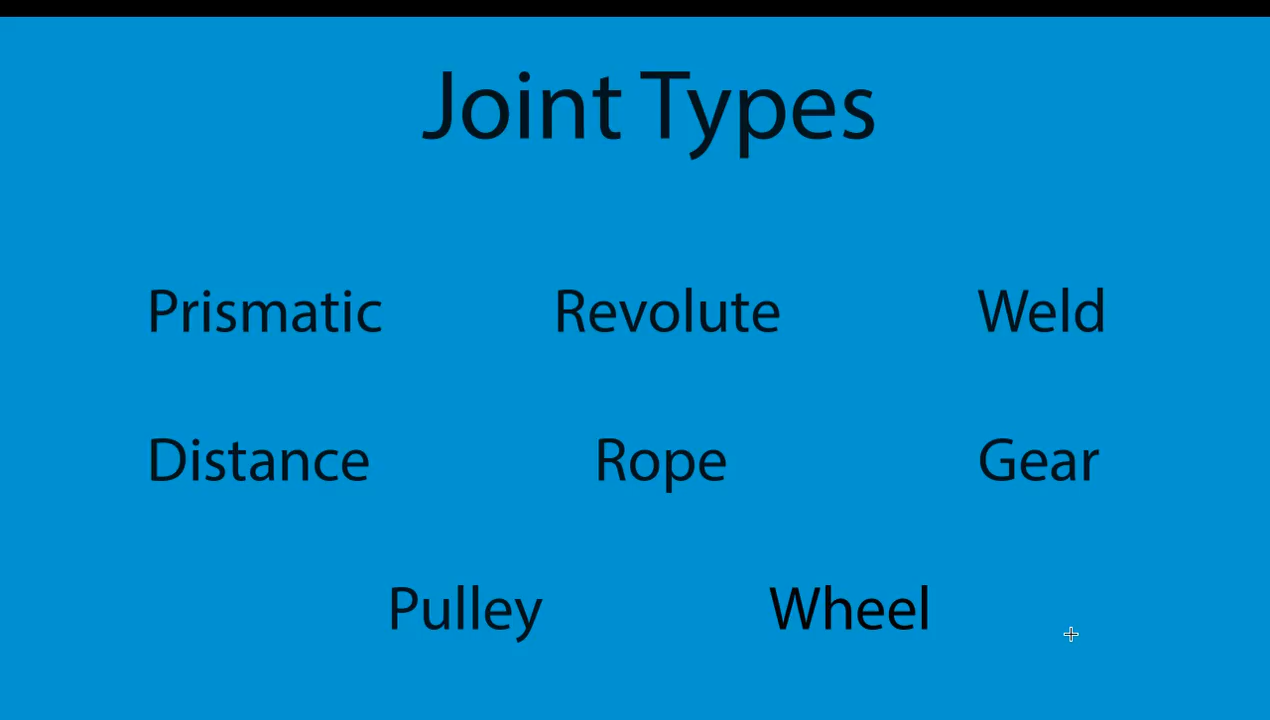 Joint Types
Prismatic Revolute Weld
Distance Rope Gear
Pulley Wheel